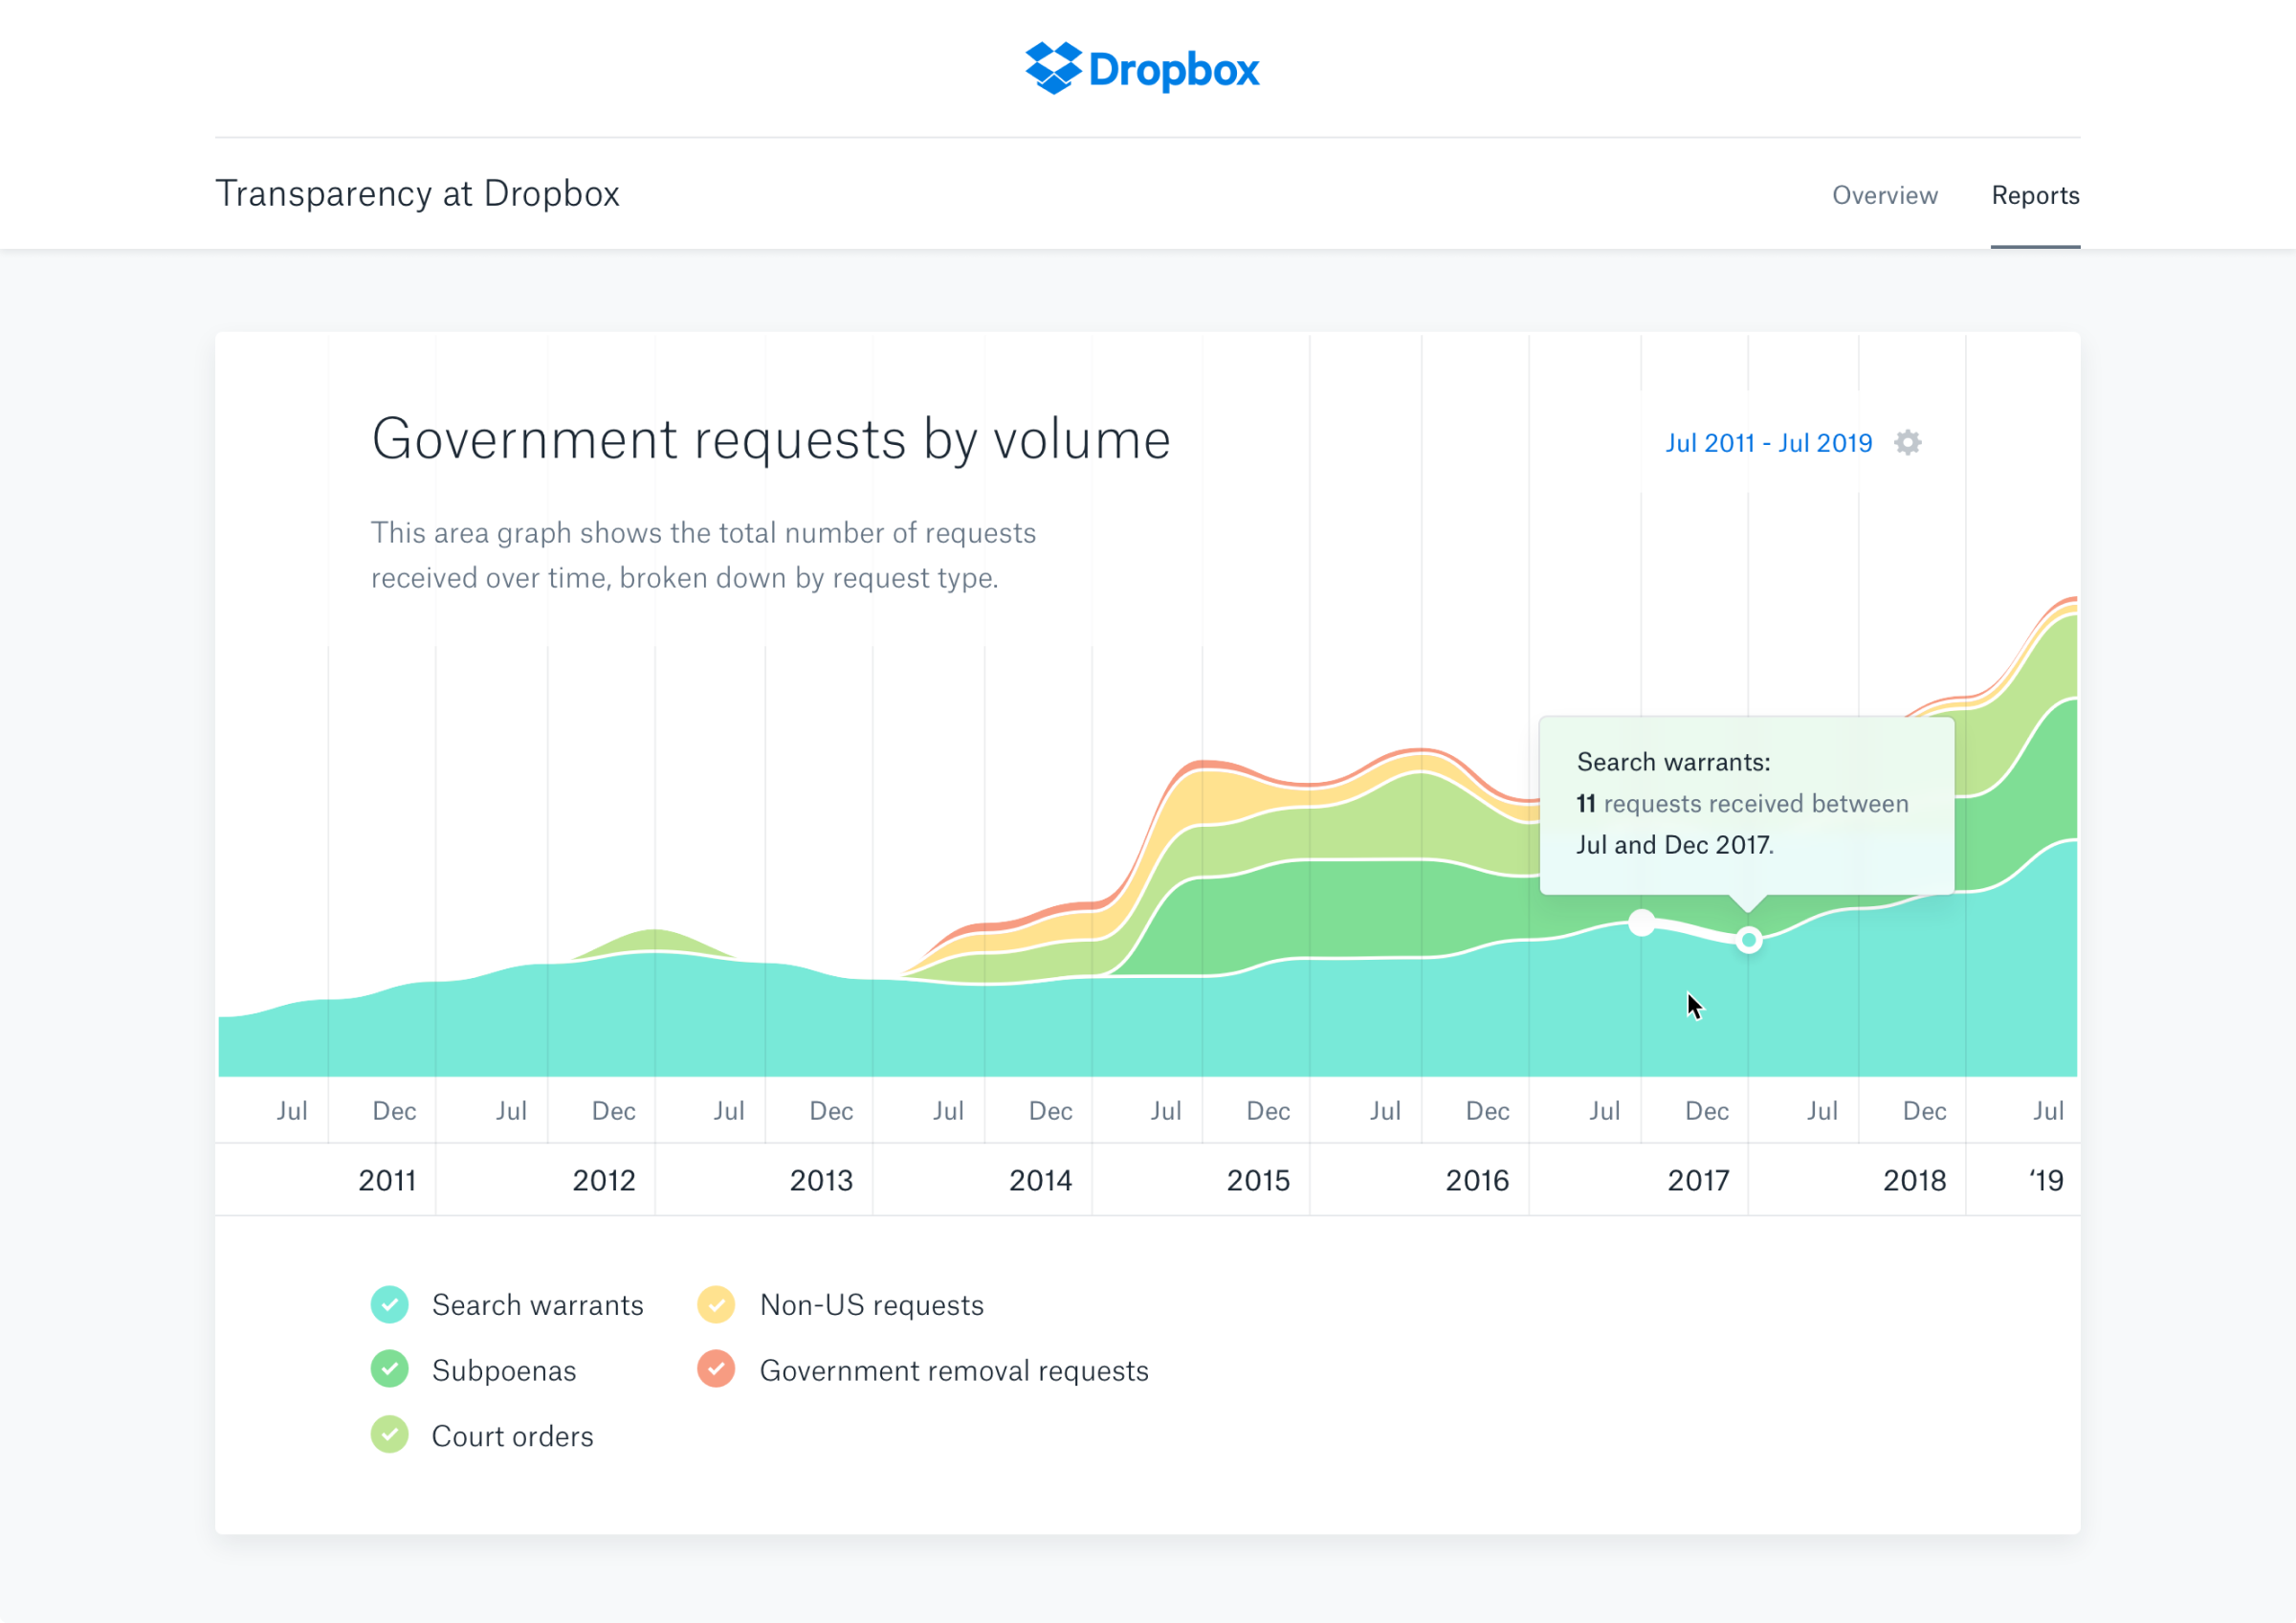 Dropbox
Transparency at Dropbox
Overview
Reports
Government requests by volume
Jul 2011 - Jul 2019
This area graph shows the total number of requests
received over time, broken down by request type.
Search warrants:
11 requests received between
Jul and Dec 2017.
Jul Dec Jul Dec Jul Dec Jul Dec Jul Dec Jul Dec Jul Dec Jul Dec Jul
2011 2012 2013 2014 2015 2016 2017 2018 ‘19
Search warrants
Non-US requests
Subpoenas
Government removal requests
Court orders